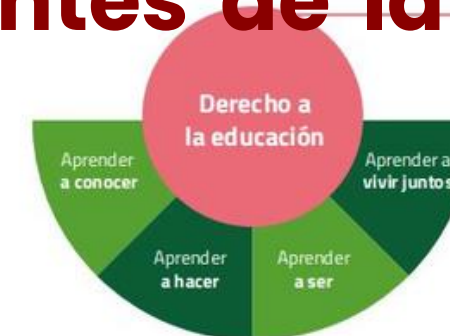 ntes de la
Derecho a
la educación
Aprender
a conocer
Aprender a
vivir juntos
Aprender
a hacer
Aprender
a ser